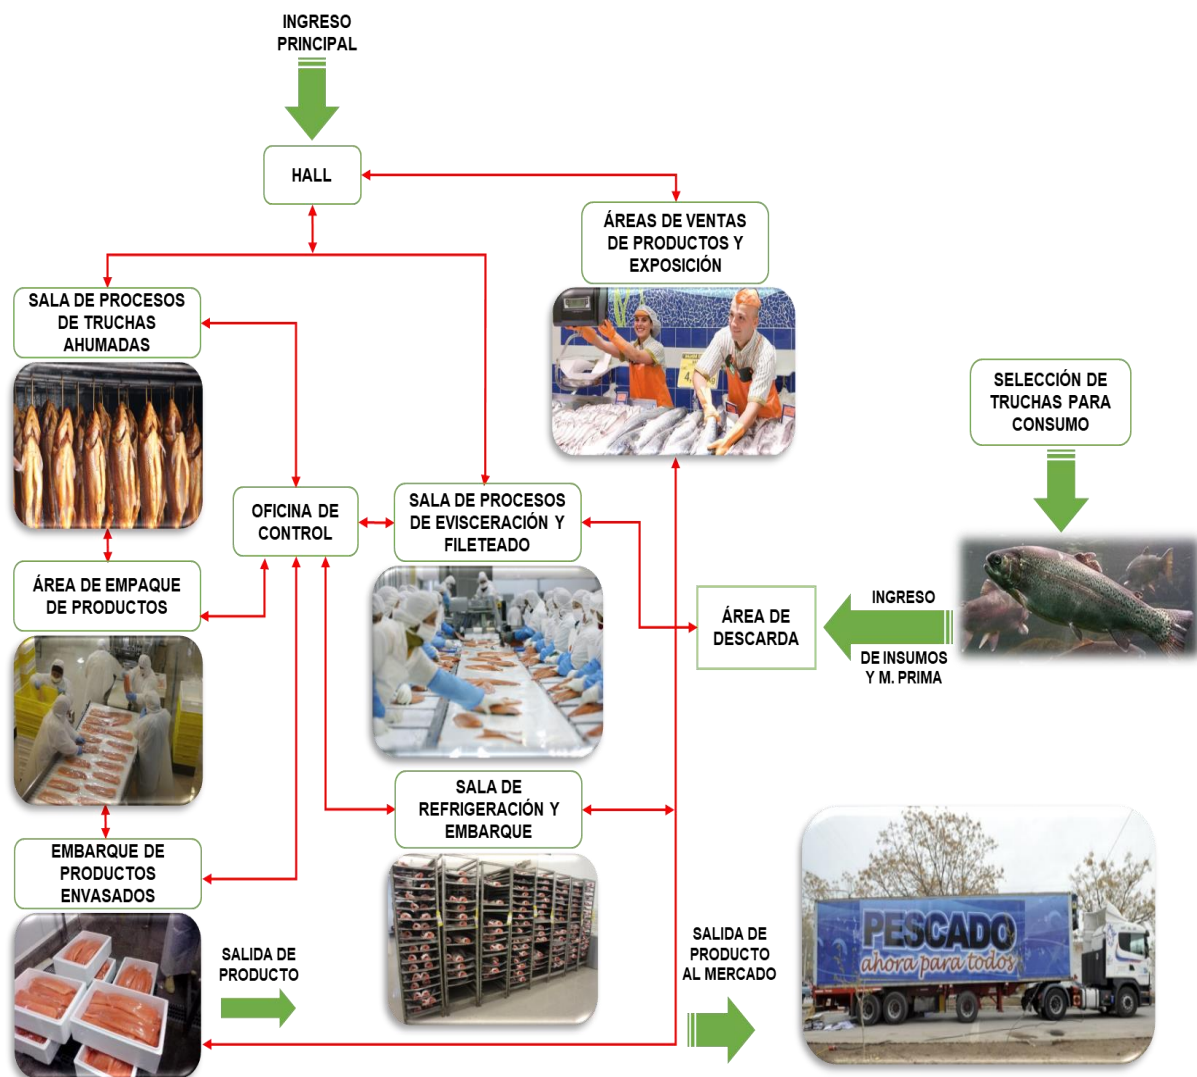 INGRESO
PRINCIPAL
HALL
ÁREAS DE VENTAS
DE PRODUCTOS Y
EXPOSICIÓN
SALA DE PROCESOS
DE TRUCHAS
AHUMADAS
SELECCIÓN DE
TRUCHAS PARA
CONSUMO
OFICINA DE
CONTROL
SALA DE PROCESOS
DE EVISCERACIÓN Y
FILETEADO
ÁREA DE EMPAQUE
DE PRODUCTOS
ÁREA DE
DESCARDA
INGRESO
DE INSUMOS
Y M. PRIMA
SALA DE
REFRIGERACIÓN Y
EMBARQUE
EMBARQUE DE
PRODUCTOS
ENVASADOS
SALIDA DE
PRODUCTO
SALIDA DE
PRODUCTO
AL MERCADO
PESCADO
ahora para todos